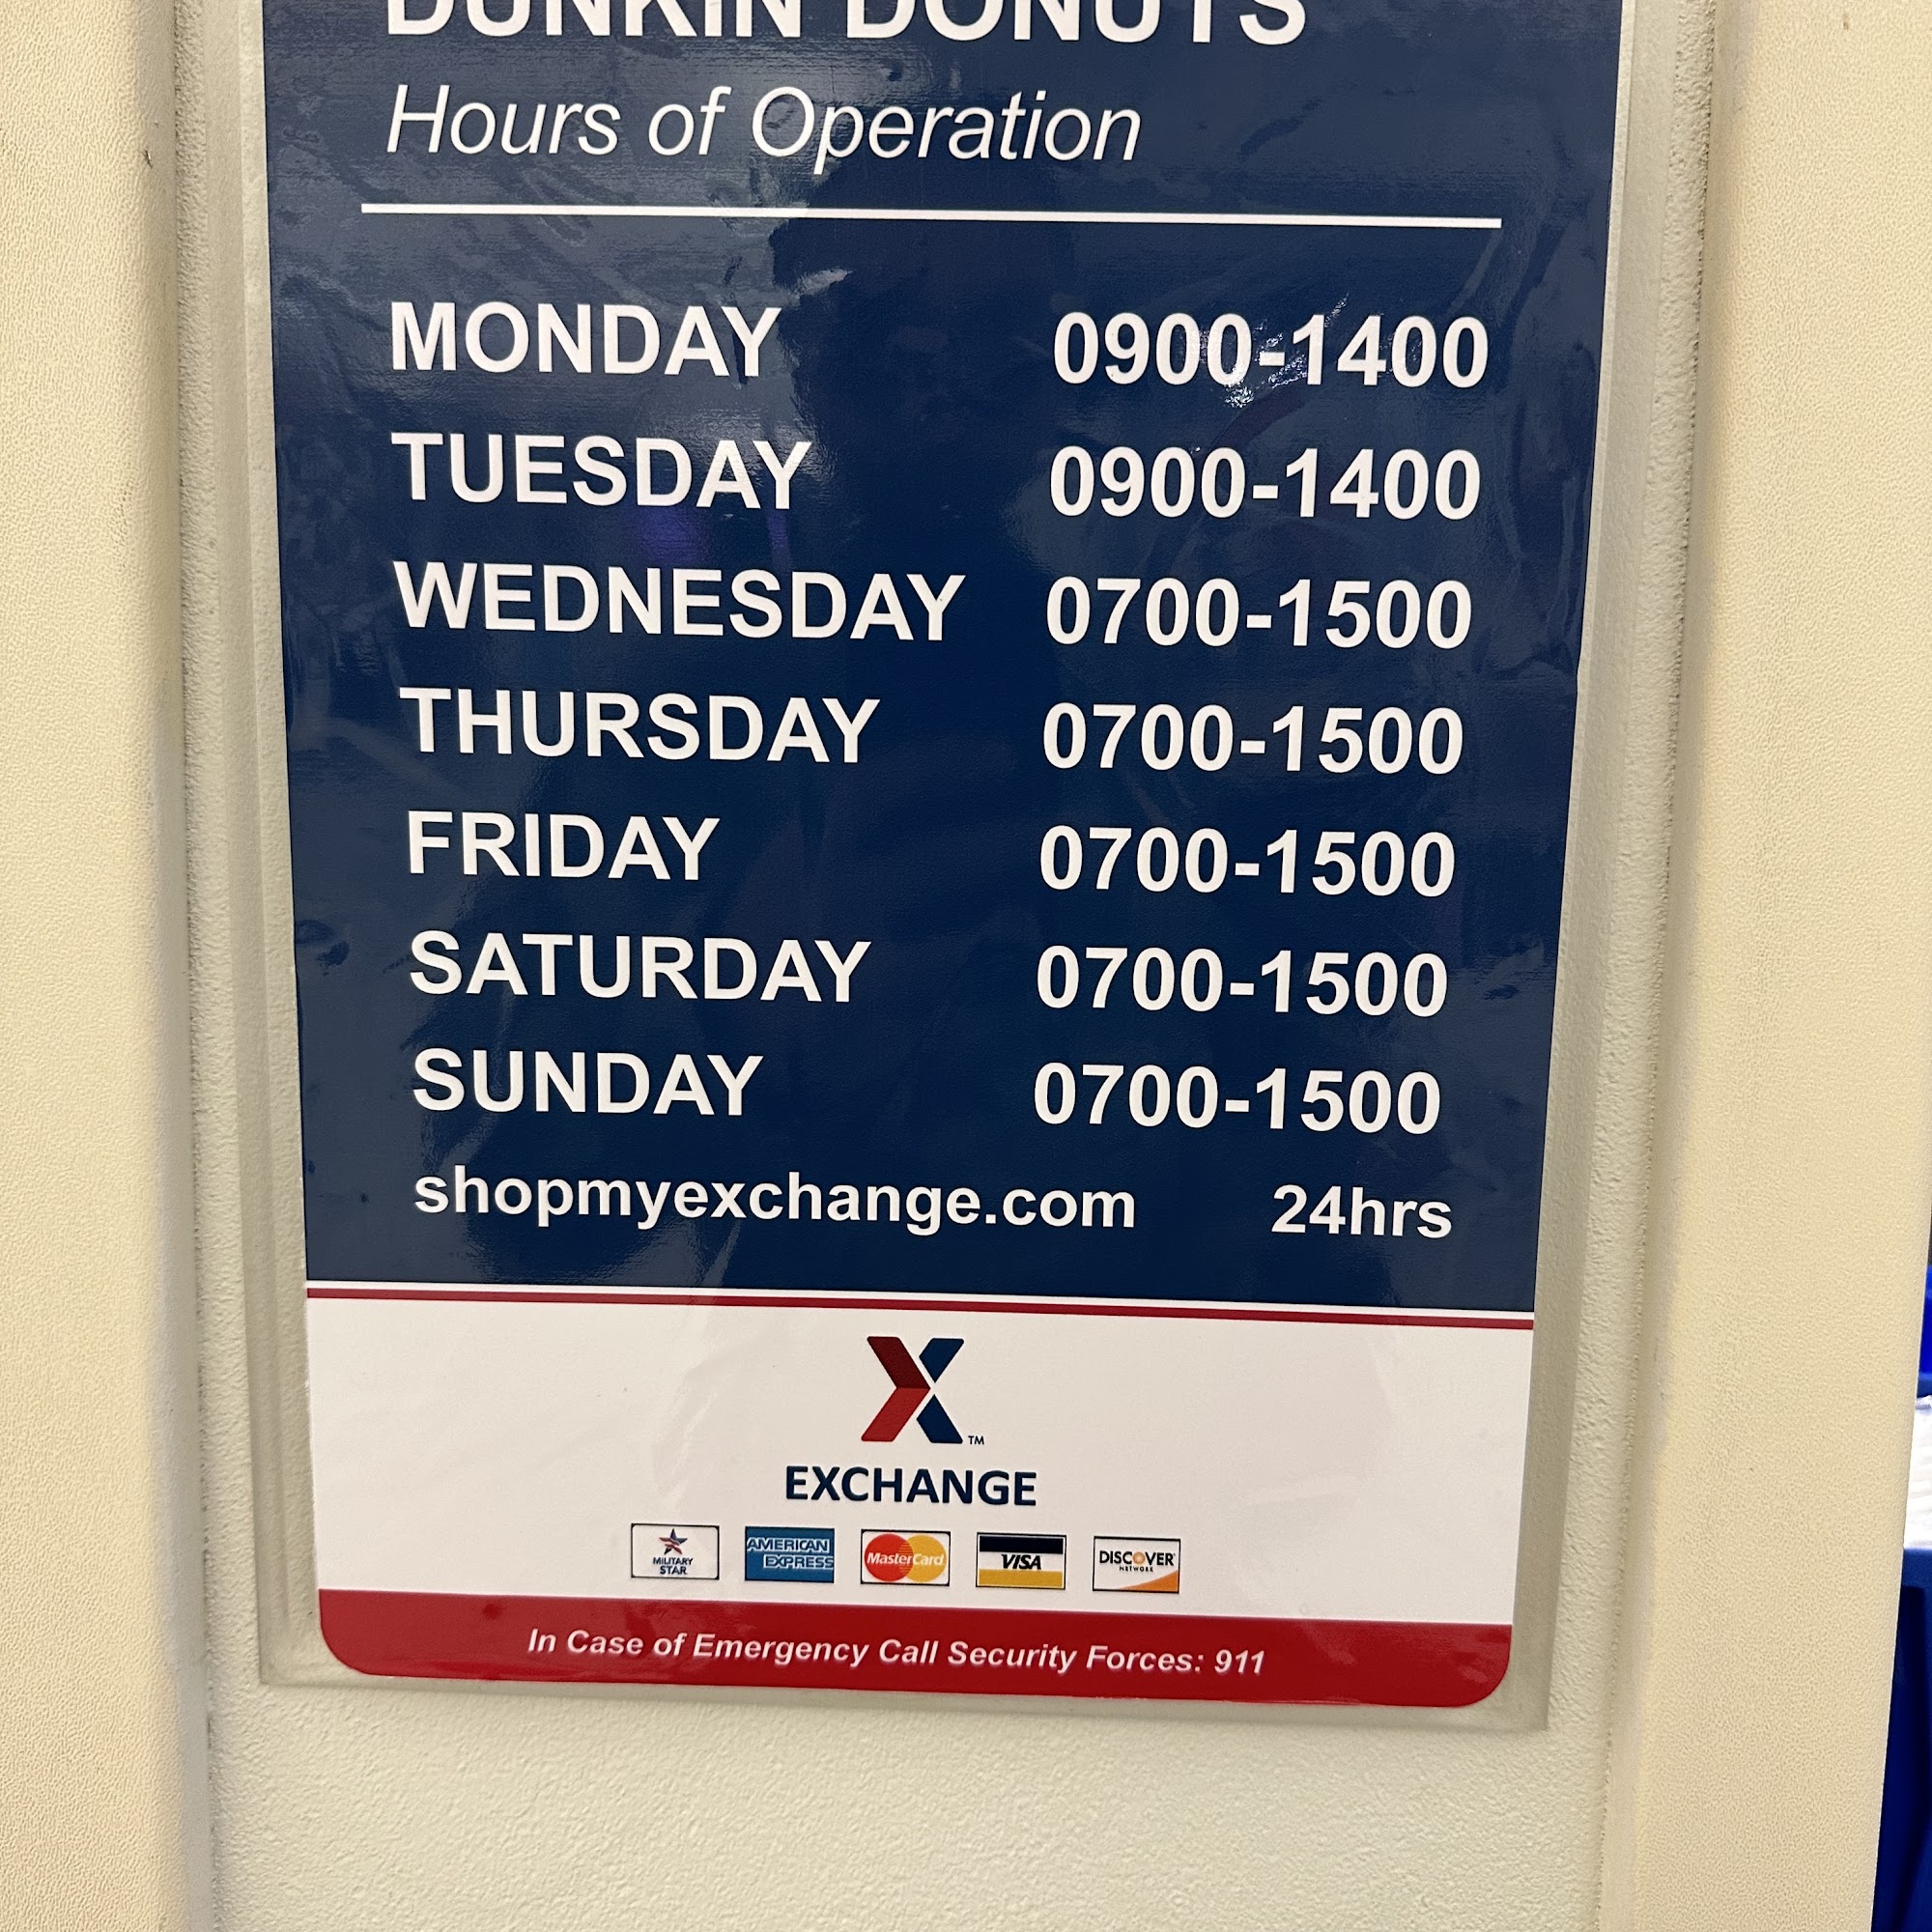 DUNKIN DONUTS
Hours of Operation
MONDAY 0900-1400
TUESDAY 0900-1400
WEDNESDAY 0700-1500
THURSDAY 0700-1500
FRIDAY 0700-1500
SATURDAY 0700-1500
SUNDAY 0700-1500
shopmyexchange.com 24hrs
X™
EXCHANGE
MILITARY STAR AMERICAN EXPRESS MasterCard VISA DISCOVER NETWORK
In Case of Emergency Call Security Forces: 911